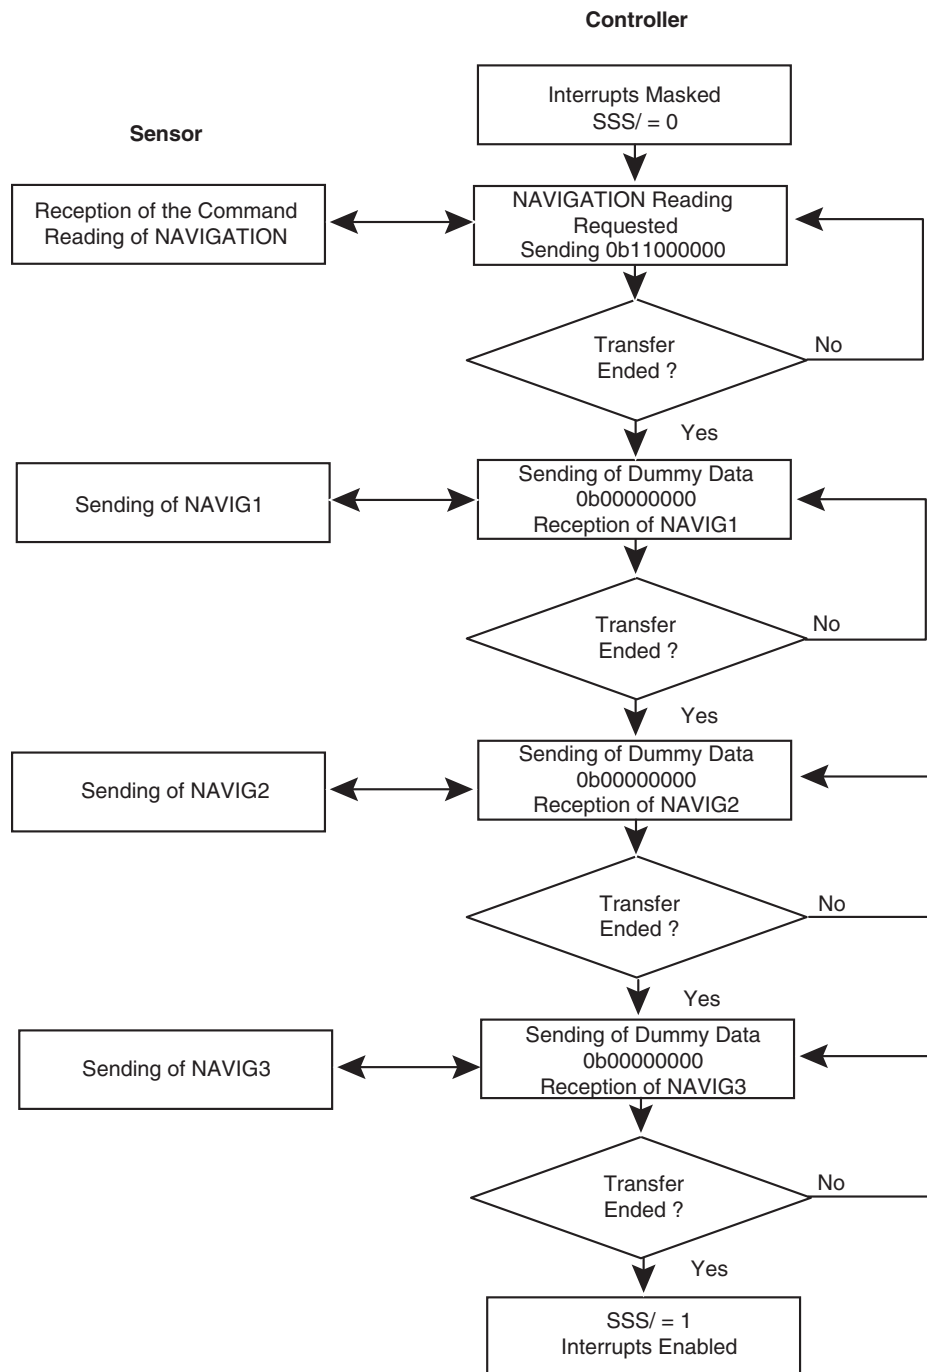 Controller
Interrupts Masked
SSS/ = 0
Sensor
Reception of the Command
Reading of NAVIGATION
NAVIGATION Reading
Requested
Sending 0b11000000
Transfer
Ended ?
No
Yes
Sending of NAVIG1
Sending of Dummy Data
0b00000000
Reception of NAVIG1
Transfer
Ended ?
No
Yes
Sending of NAVIG2
Sending of Dummy Data
0b00000000
Reception of NAVIG2
Transfer
Ended ?
No
Yes
Sending of NAVIG3
Sending of Dummy Data
0b00000000
Reception of NAVIG3
Transfer
Ended ?
No
Yes
SSS/ = 1
Interrupts Enabled